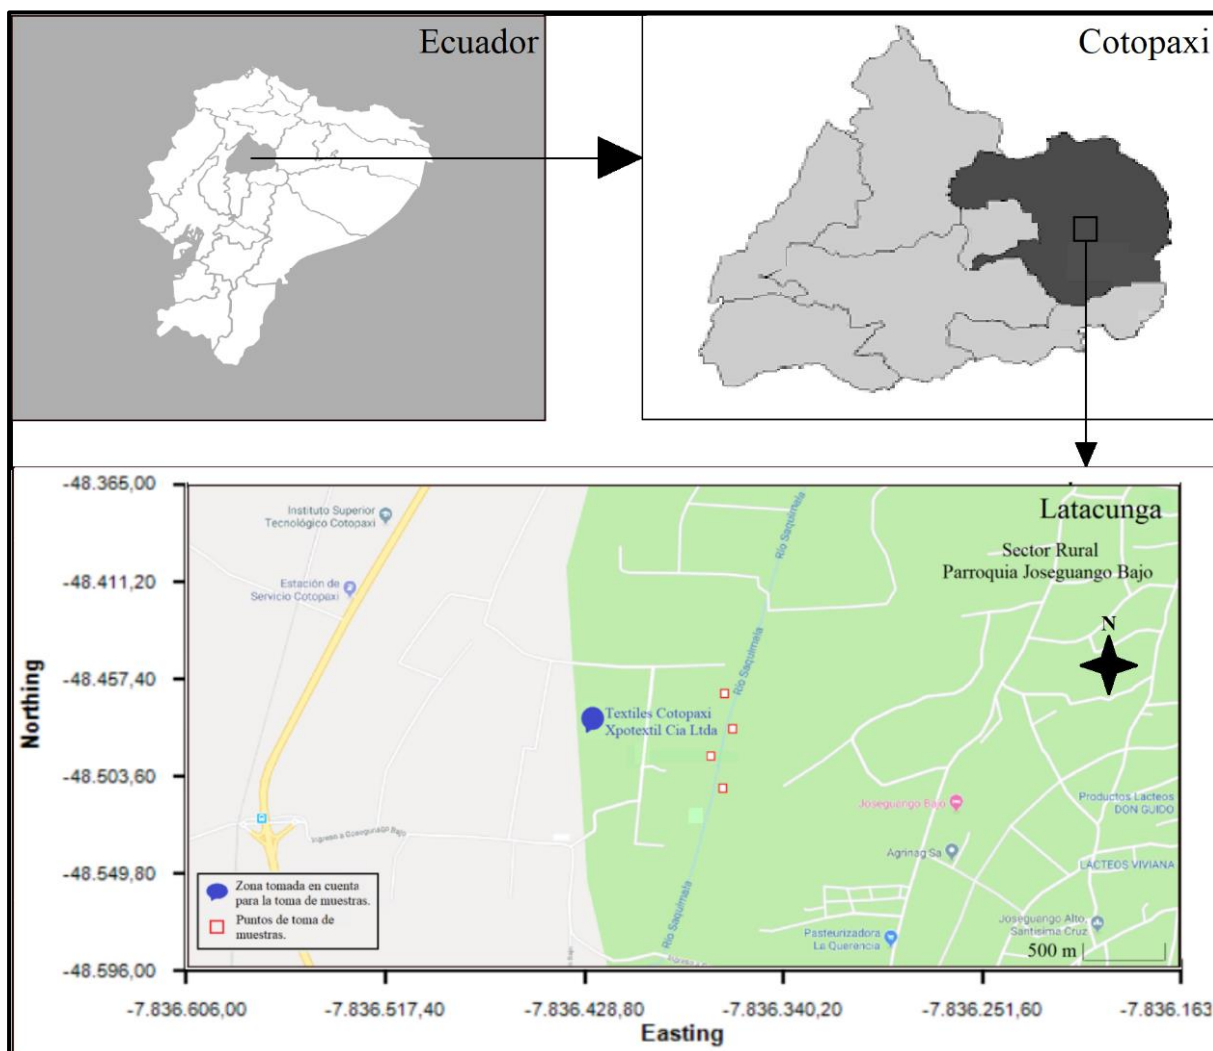 Ecuador
Cotopaxi
-48.365,00
-48.411,20
-48.457,40
-48.503,60
-48.549,80
-48.596,00
Northing
Instituto Superior
Tecnológico Cotopaxi
Estación de
Servicio Cotopaxi
Río Saquimala
Latacunga
Sector Rural
Parroquia Joseguango Bajo
N
Río Saquimala
Textiles Cotopaxi
Xpotextil Cia Ltda
Joseguango Bajo
Productos Lacteos
DON GUIDO
Agrinag Sa
LÁCTEOS VIVIANA
Río Saquimala
Pasteurizadora
La Querencia
Joseguango Alto,
Santísima Cruz
500 m
Zona tomada en cuenta
para la toma de muestras.
Puntos de toma de
muestras.
-7.836.606,00
-7.836.517,40
-7.836.428,80
-7.836.340,20
-7.836.251,60
-7.836.163
Easting